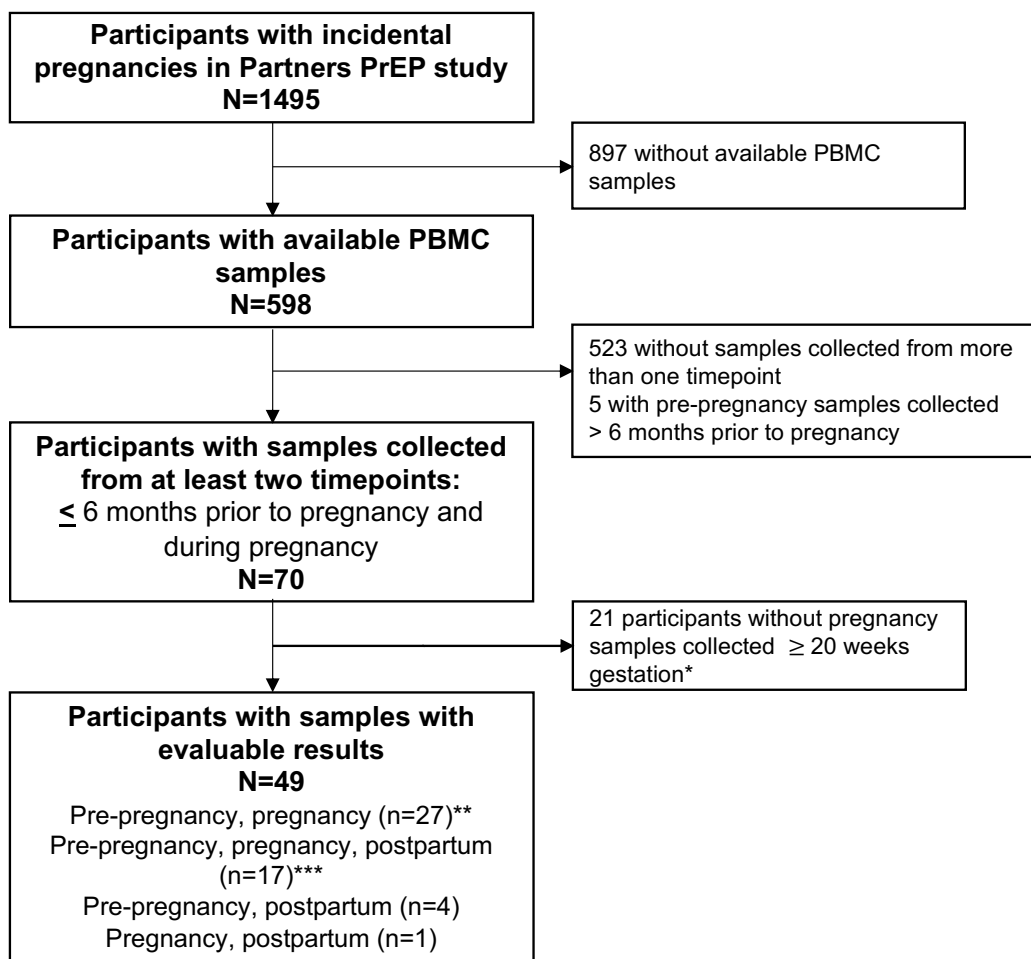 Participants with incidental
pregnancies in Partners PrEP study
N=1495
897 without available PBMC
samples
Participants with available PBMC
samples
N=598
523 without samples collected from more
than one timepoint
5 with pre-pregnancy samples collected
> 6 months prior to pregnancy
Participants with samples collected
from at least two timepoints:
≤ 6 months prior to pregnancy and
during pregnancy
N=70
21 participants without pregnancy
samples collected ≥ 20 weeks
gestation*
Participants with samples with
evaluable results
N=49
Pre-pregnancy, pregnancy (n=27)**
Pre-pregnancy, pregnancy, postpartum
(n=17)***
Pre-pregnancy, postpartum (n=4)
Pregnancy, postpartum (n=1)